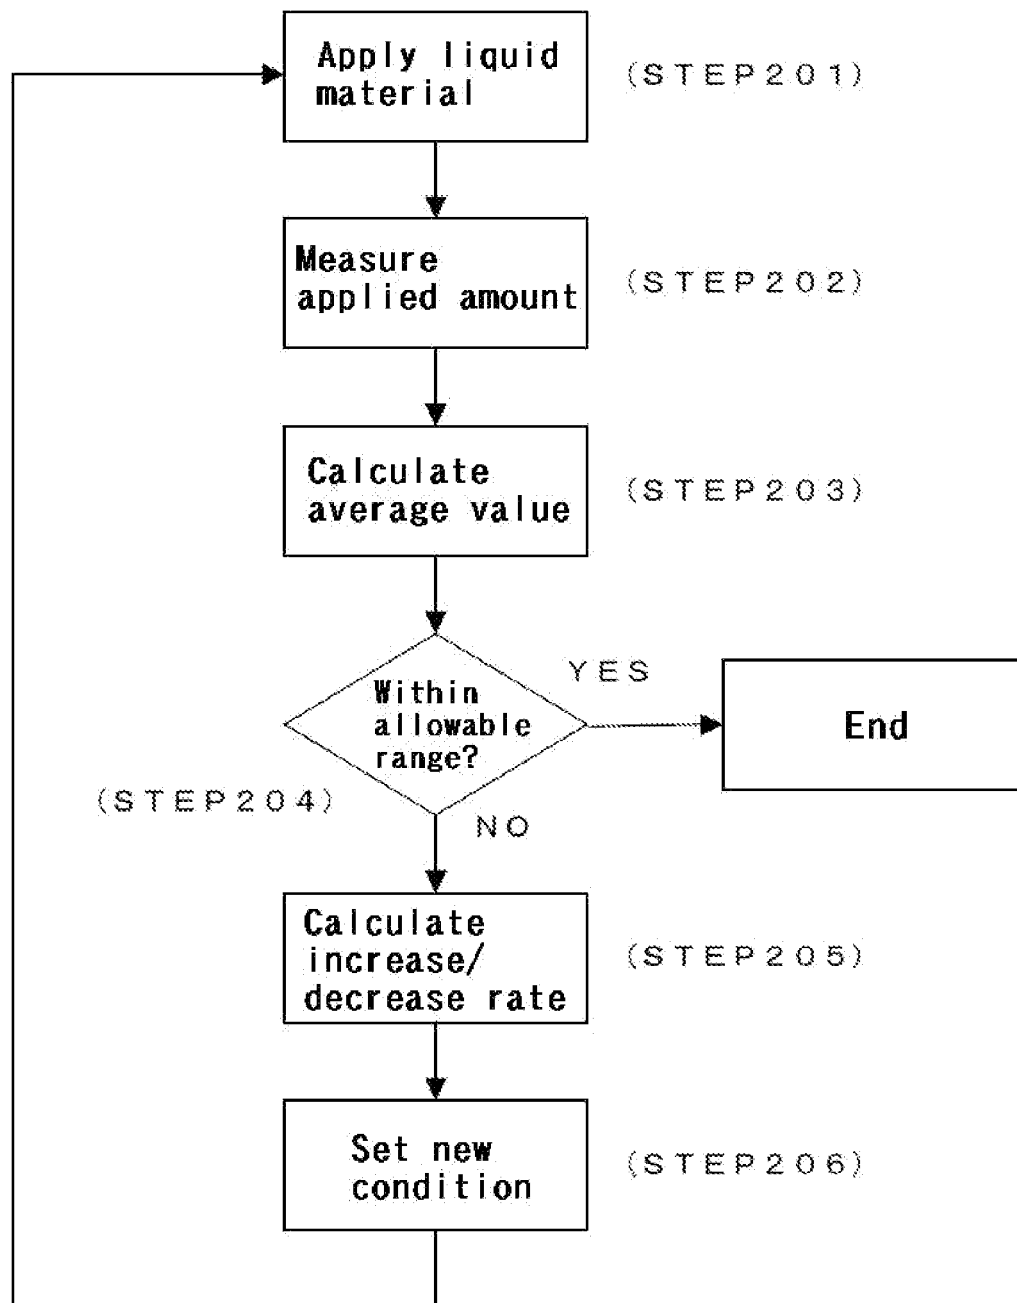 Apply liquid
material
(STEP201)
Measure
applied amount
(STEP202)
Calculate
average value
(STEP203)
Within
allowable
range?
YES
End
(STEP204)
NO
Calculate
increase/
decrease rate
(STEP205)
Set new
condition
(STEP206)